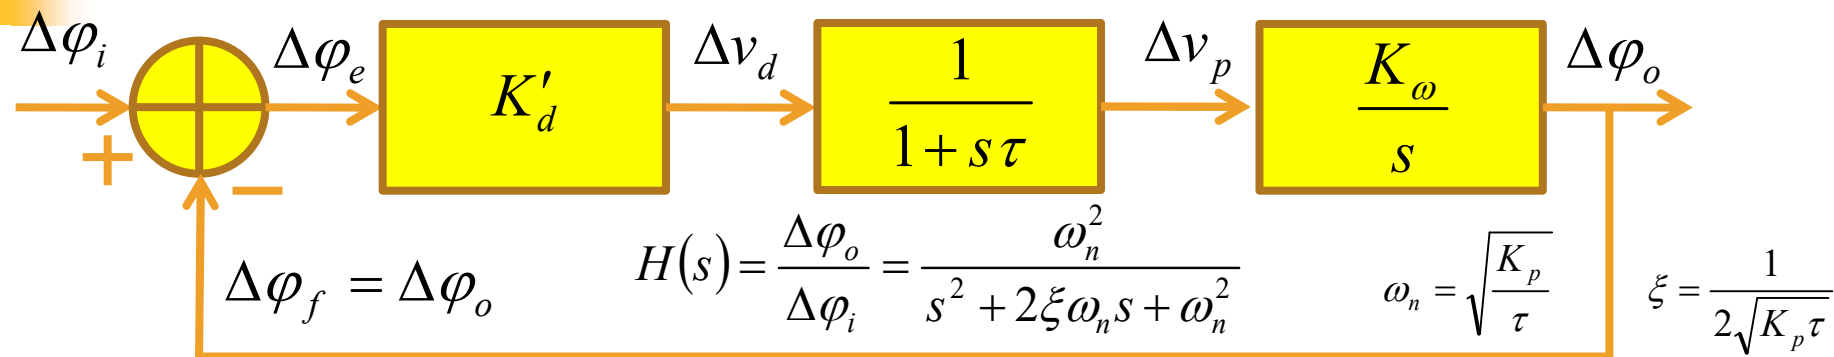 Δφ_i
+
−
Δφ_e
K′_d
Δv_d
1/(1 + sτ)
Δv_p
K_ω/s
Δφ_o
Δφ_f = Δφ_o
H(s) = Δφ_o/Δφ_i = ω_n^2/(s^2 + 2ξω_n s + ω_n^2)
ω_n = √(K_p/τ)
ξ = 1/(2√(K_p τ))